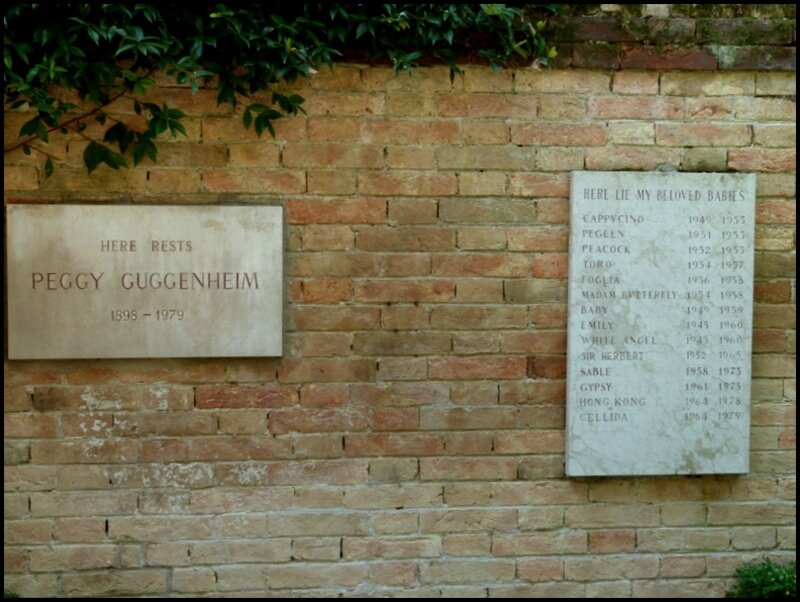 HERE RESTS
PEGGY GUGGENHEIM
1898 - 1979
HERE LIE MY BELOVED BABIES
CAPPUCINO 1949 1953
PEGEEN 1951 1953
PEACOCK 1952 1953
TORO 1954 1957
FOGLIA 1956 1958
MADAM BUTTERFLY 1954 1958
BABY 1949 1959
EMILY 1945 1960
WHITE ANGEL 1945 1960
SIR HERBERT 1952 1965
SABLE 1958 1973
GYPSY 1961 1975
HONG KONG 1964 1978
CELLIDA 1964 1979